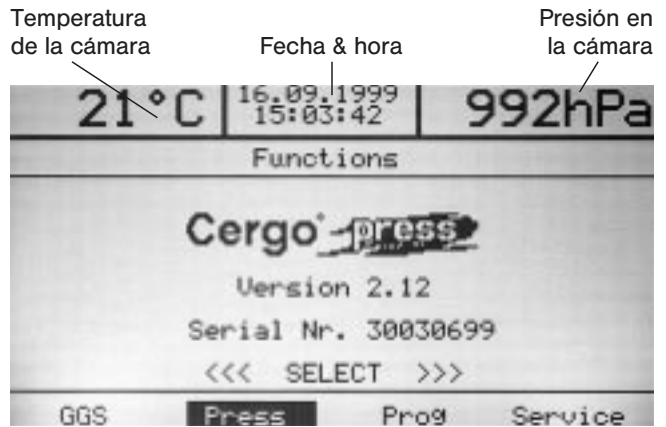 Temperatura
de la cámara
Fecha & hora
Presión en
la cámara
21°C
16.09.1999
15:03:42
992hPa
Functions
Cergo press
Version 2.12
Serial Nr. 30030699
<<< SELECT >>>
GGS Press Prog Service